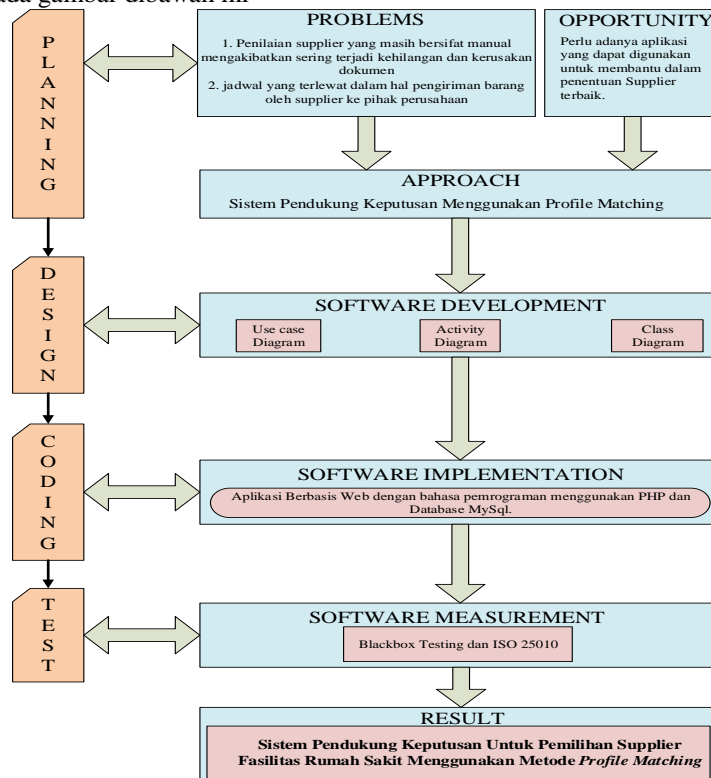 ada gambar dibawah ini
PLANNING
PROBLEMS
1. Penilaian supplier yang masih bersifat manual
mengakibatkan sering terjadi kehilangan dan kerusakan
dokumen
2. jadwal yang terlewat dalam hal pengiriman barang
oleh supplier ke pihak perusahaan
OPPORTUNITY
Perlu adanya aplikasi
yang dapat digunakan
untuk membantu dalam
penentuan Supplier
terbaik.
APPROACH
Sistem Pendukung Keputusan Menggunakan Profile Matching
DESIGN
SOFTWARE DEVELOPMENT
Use case
Diagram
Activity
Diagram
Class
Diagram
CODING
SOFTWARE IMPLEMENTATION
Aplikasi Berbasis Web dengan bahasa pemrograman menggunakan PHP dan
Database MySql.
TEST
SOFTWARE MEASUREMENT
Blackbox Testing dan ISO 25010
RESULT
Sistem Pendukung Keputusan Untuk Pemilihan Supplier
Fasilitas Rumah Sakit Menggunakan Metode Profile Matching